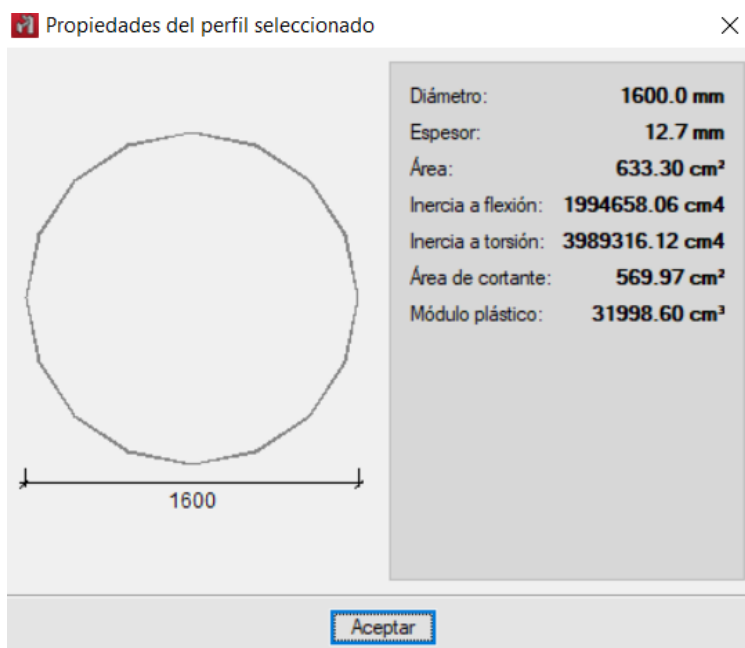 Propiedades del perfil seleccionado
Diámetro: 1600.0 mm
Espesor: 12.7 mm
Área: 633.30 cm²
Inercia a flexión: 1994658.06 cm4
Inercia a torsión: 3989316.12 cm4
Área de cortante: 569.97 cm²
Módulo plástico: 31998.60 cm³
1600
Aceptar